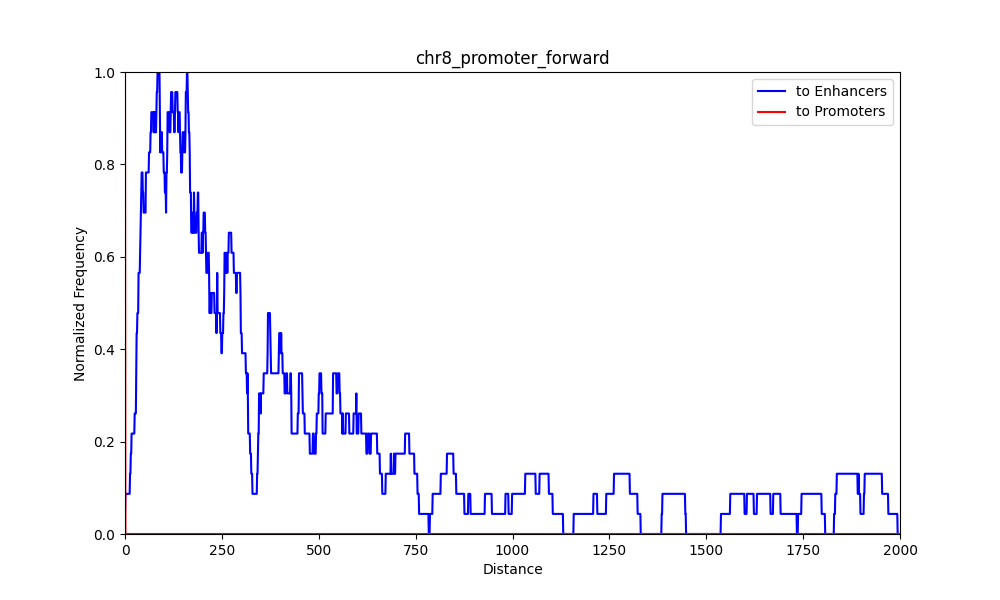 chr8_promoter_forward
to Enhancers
to Promoters
Normalized Frequency
1.0
0.8
0.6
0.4
0.2
0.0
0 250 500 750 1000 1250 1500 1750 2000
Distance